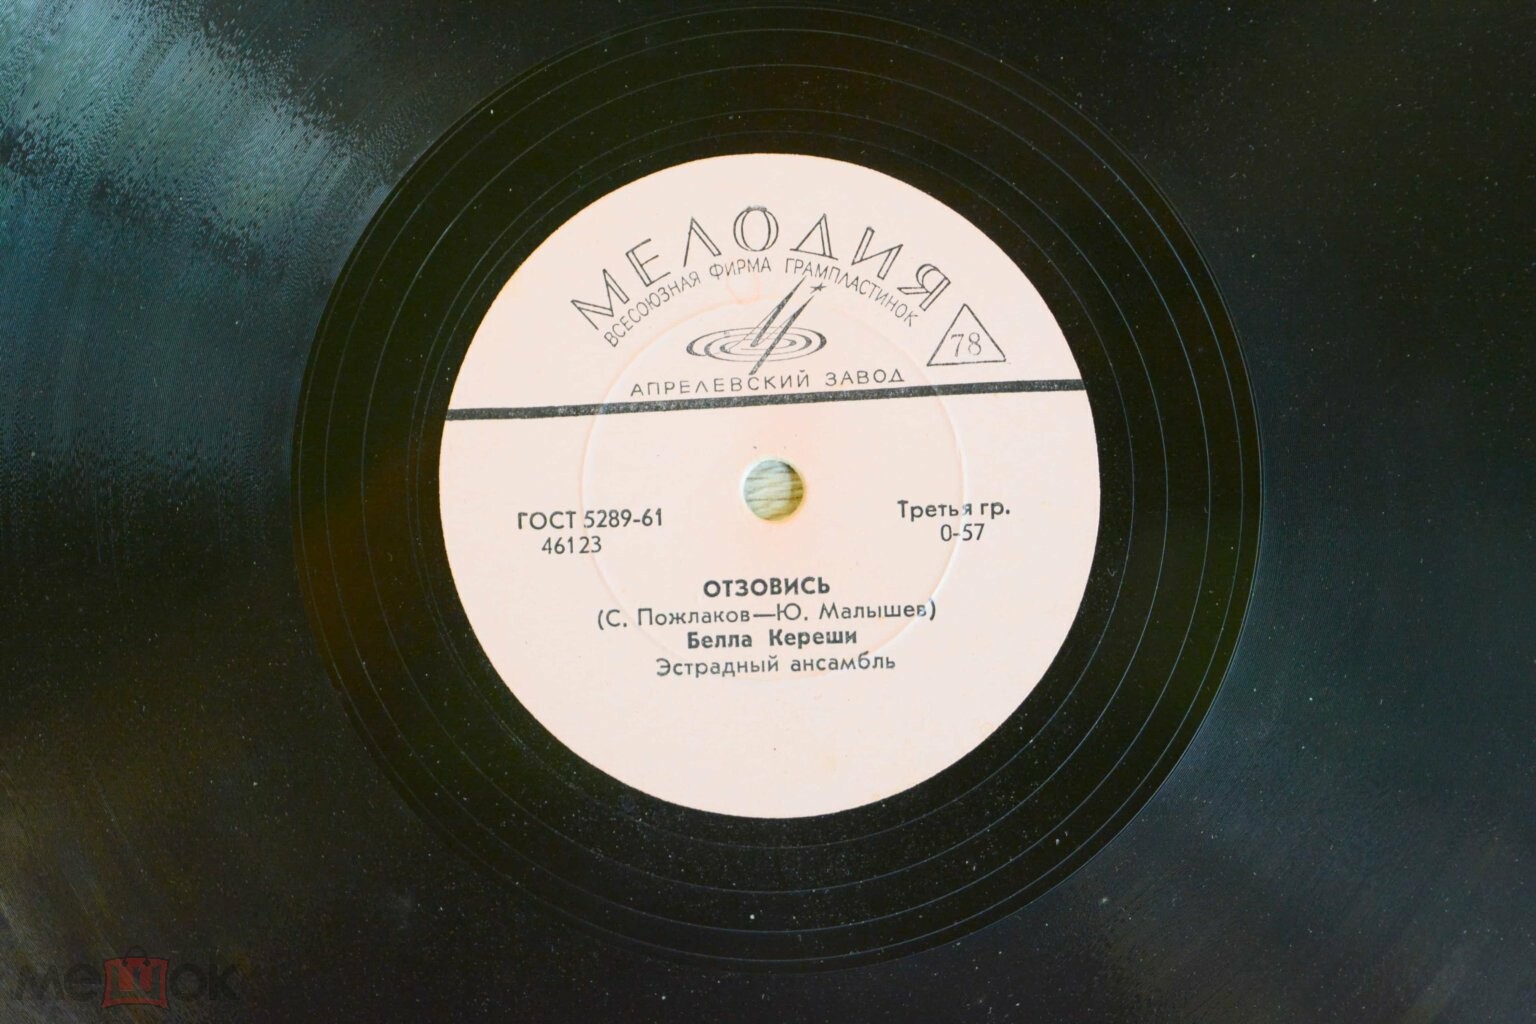 МЕЛОДИЯ
ВСЕСОЮЗНАЯ ФИРМА ГРАМПЛАСТИНОК
78
АПРЕЛЕВСКИЙ ЗАВОД
ГОСТ 5289-61
46123
Третья гр.
0-57
ОТЗОВИСЬ
(С. Пожлаков—Ю. Малышев)
Белла Кереши
Эстрадный ансамбль
мешок